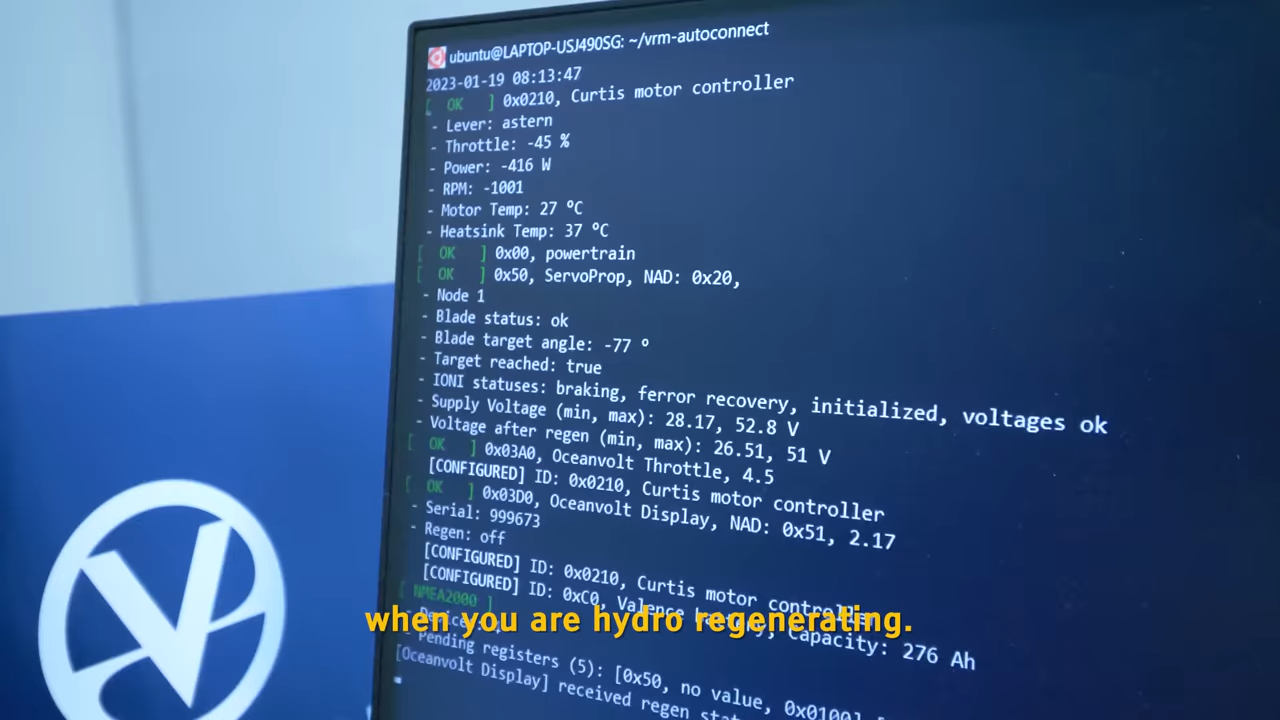 ubuntu@LAPTOP-USJ490SG: ~/vrm-autoconnect
2023-01-19 08:13:47
[ OK ] 0x0210, Curtis motor controller
- Lever: astern
- Throttle: -45 %
- Power: -416 W
- RPM: -1001
- Motor Temp: 27 ºC
- Heatsink Temp: 37 ºC
[ OK ] 0x00, powertrain
[ OK ] 0x50, ServoProp, NAD: 0x20,
- Node 1
- Blade status: ok
- Blade target angle: -77 º
- Target reached: true
- IONI statuses: braking, ferror recovery, initialized, voltages ok
- Supply Voltage (min, max): 28.17, 52.8 V
- Voltage after regen (min, max): 26.51, 51 V
[ OK ] 0x03A0, Oceanvolt Throttle, 4.5
[CONFIGURED] ID: 0x0210, Curtis motor controller
[ OK ] 0x03D0, Oceanvolt Display, NAD: 0x51, 2.17
- Serial: 999673
- Regen: off
[CONFIGURED] ID: 0x0210, Curtis motor controller
[CONFIGURED] ID: 0xC0, Valence battery, Capacity: 276 Ah
[ NMEA2000 ]
when you are hydro regenerating.
- Pending registers (5): [0x50, no value, 0x0100] [
[Oceanvolt Display] received regen